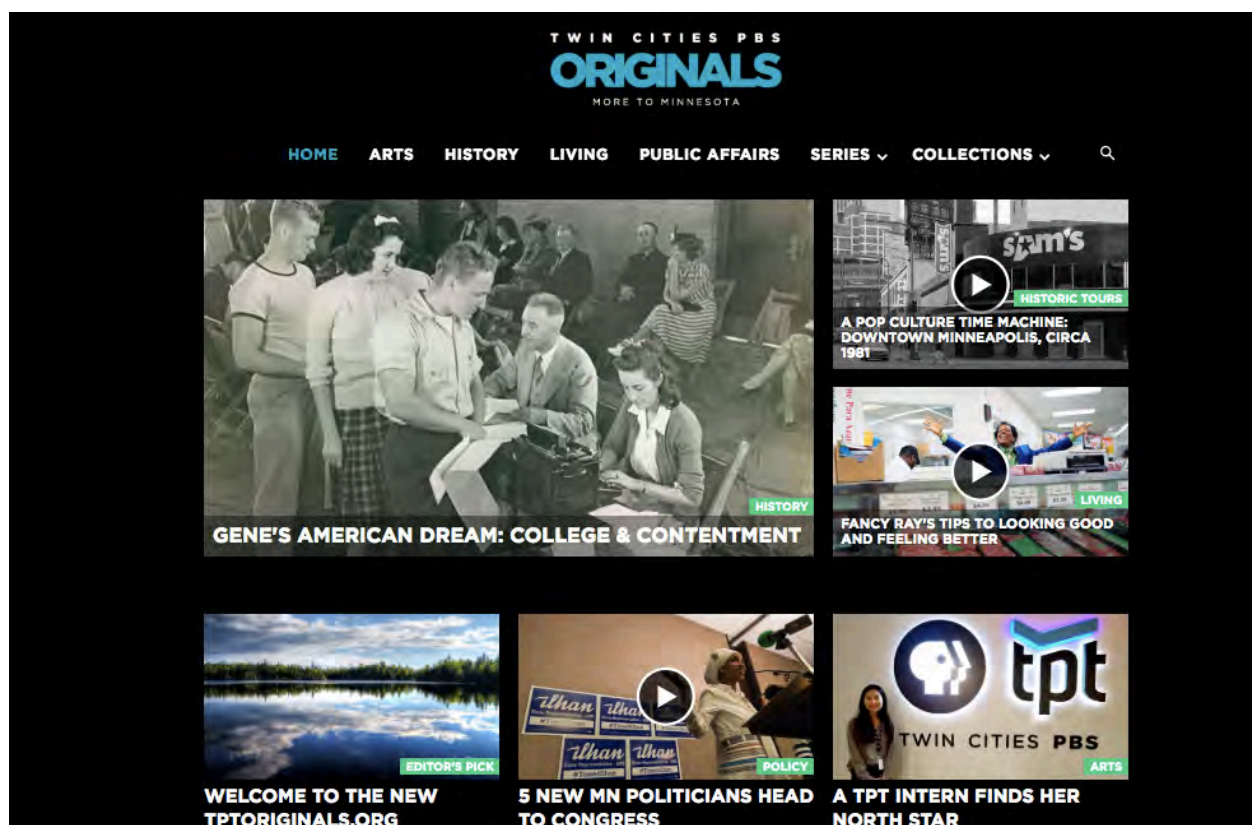 TWIN CITIES PBS
ORIGINALS
MORE TO MINNESOTA
HOME ARTS HISTORY LIVING PUBLIC AFFAIRS SERIES COLLECTIONS
HISTORY
GENE'S AMERICAN DREAM: COLLEGE & CONTENTMENT
sam's
sam's
HISTORIC TOURS
A POP CULTURE TIME MACHINE:
DOWNTOWN MINNEAPOLIS, CIRCA
1981
LIVING
FANCY RAY'S TIPS TO LOOKING GOOD
AND FEELING BETTER
EDITOR'S PICK
WELCOME TO THE NEW
TPTORIGINALS.ORG
ilhan
ilhan
ilhan
POLICY
5 NEW MN POLITICIANS HEAD
TO CONGRESS
tpt
TWIN CITIES PBS
ARTS
A TPT INTERN FINDS HER
NORTH STAR